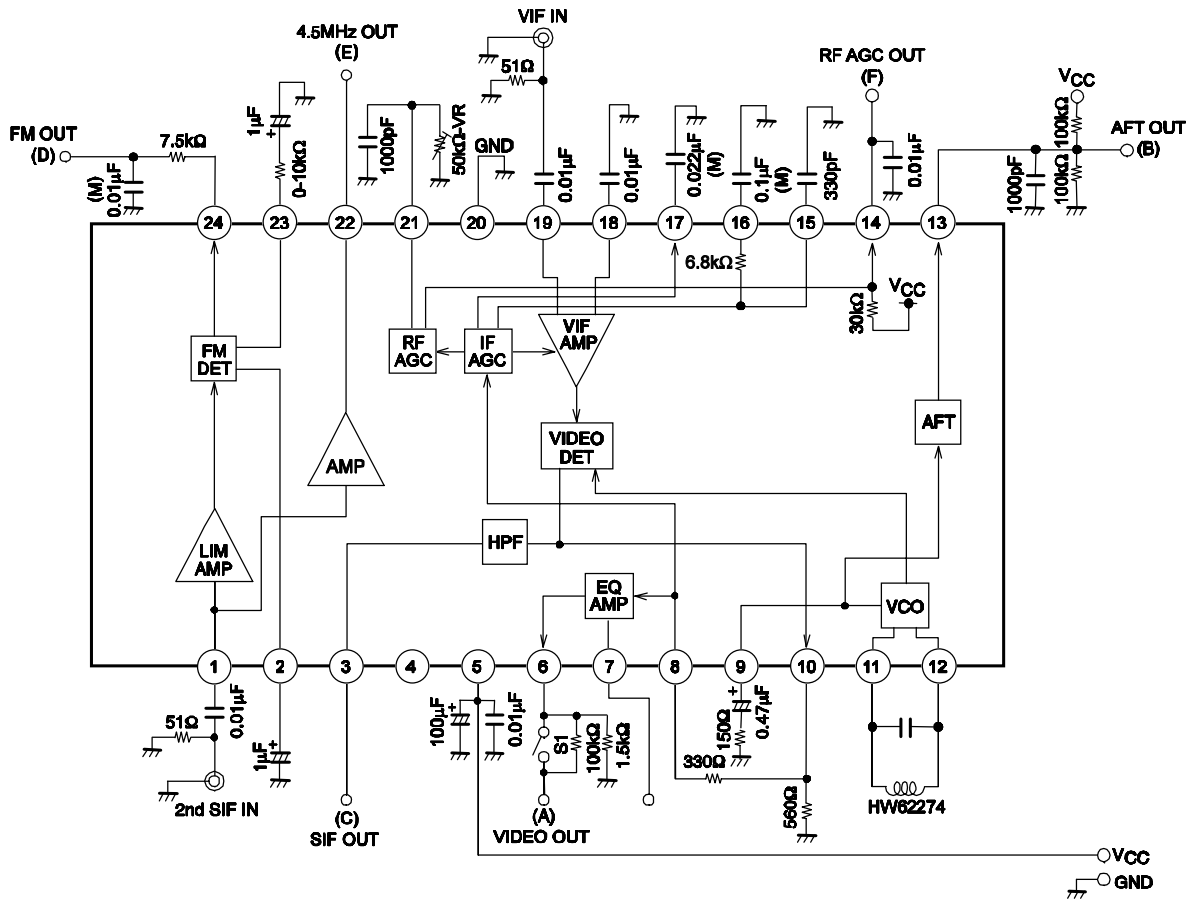 VIF IN
4.5MHz OUT
(E)
51Ω
RF AGC OUT
(F)
VCC
FM OUT
(D)
7.5kΩ
1μF
+
0-10kΩ
1000pF
50kΩ-VR
GND
0.01μF
0.01μF
0.022μF
(M)
0.1μF
(M)
330pF
0.01μF
100kΩ
AFT OUT
(B)
1000pF
100kΩ
(M)
0.01μF
24
23
22
21
20
19
18
17
16
15
14
13
6.8kΩ
VCC
30kΩ
FM
DET
RF
AGC
IF
AGC
VIF
AMP
AFT
VIDEO
DET
AMP
LIM
AMP
HPF
EQ
AMP
VCO
1
2
3
4
5
6
7
8
9
10
11
12
51Ω
0.01μF
2nd SIF IN
1μF
+
(C)
SIF OUT
100μF
+
0.01μF
S1
100kΩ
1.5kΩ
(A)
VIDEO OUT
330Ω
+
150Ω
0.47μF
560Ω
HW62274
VCC
GND